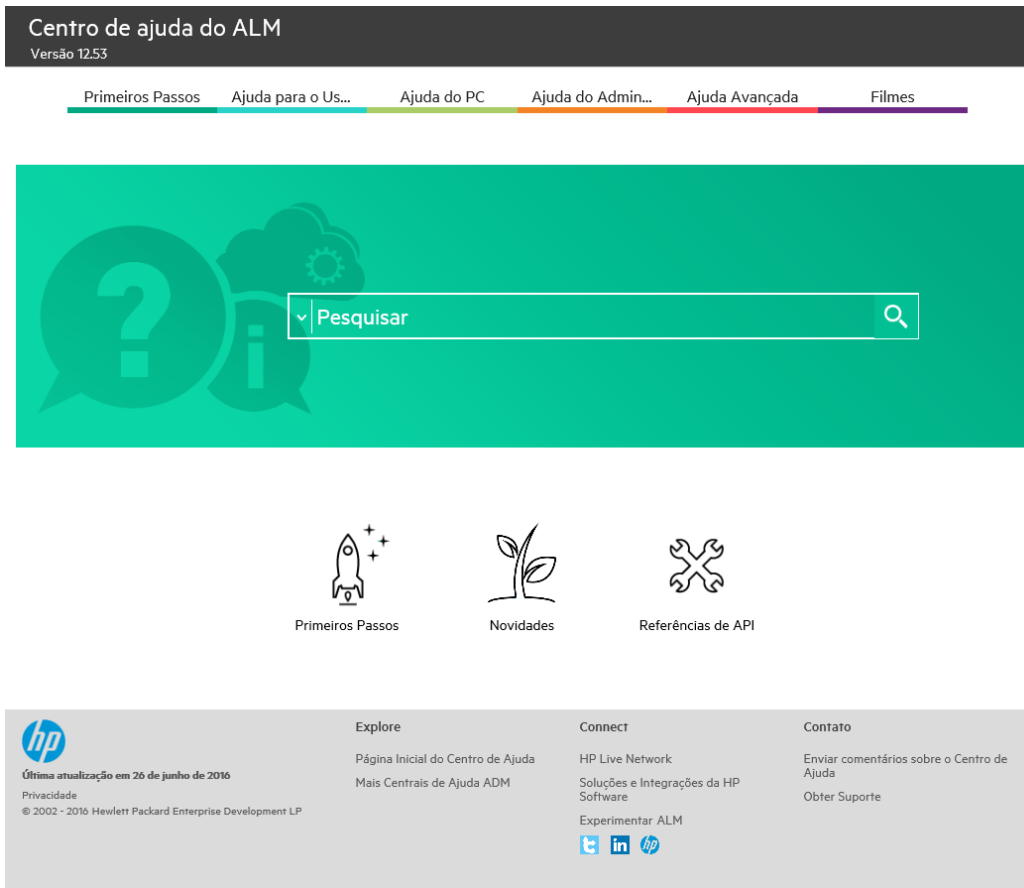 Centro de ajuda do ALM
Versão 12.53
Primeiros Passos
Ajuda para o Us...
Ajuda do PC
Ajuda do Admin...
Ajuda Avançada
Filmes
?
i
Pesquisar
Primeiros Passos
Novidades
Referências de API
hp
Última atualização em 26 de junho de 2016
Privacidade
© 2002 - 2016 Hewlett Packard Enterprise Development LP
Explore
Página Inicial do Centro de Ajuda
Mais Centrais de Ajuda ADM
Connect
HP Live Network
Soluções e Integrações da HP
Software
Experimentar ALM
in
hp
Contato
Enviar comentários sobre o Centro de
Ajuda
Obter Suporte